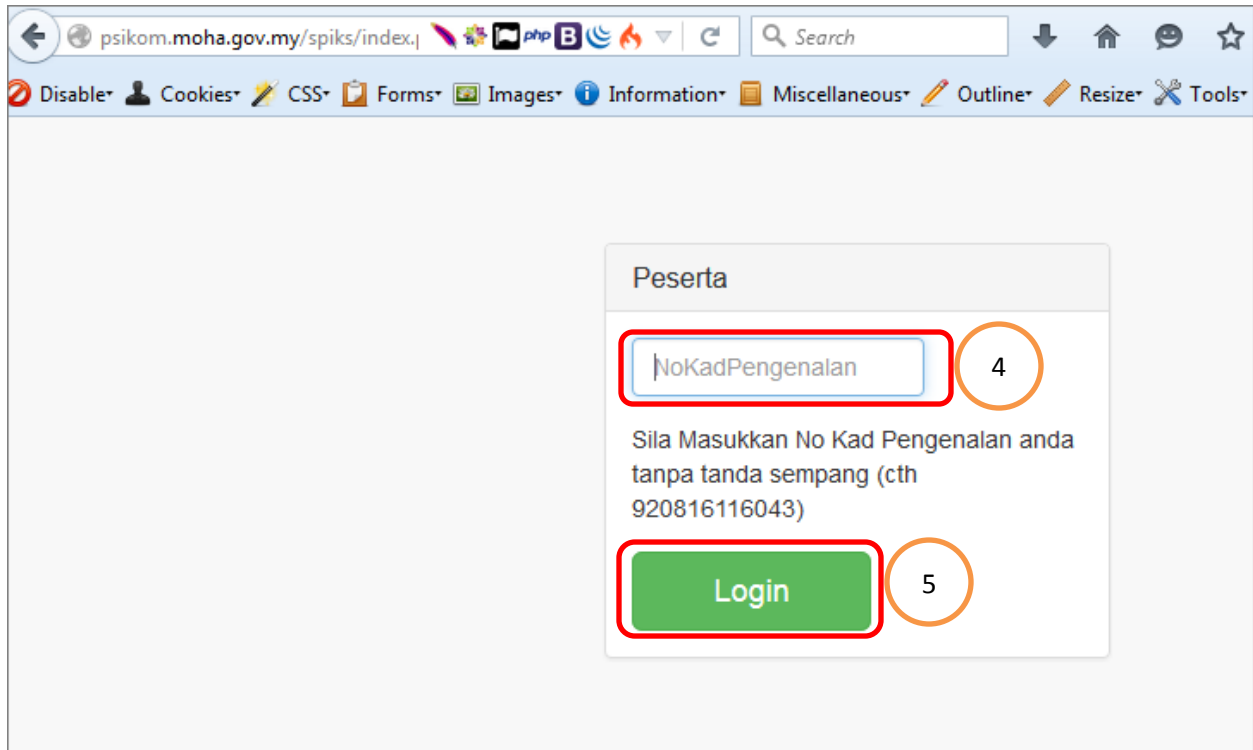 psikom.moha.gov.my/spiks/index.p php B Search
Disable Cookies CSS Forms Images Information Miscellaneous Outline Resize Tools
Peserta
NoKadPengenalan
4
Sila Masukkan No Kad Pengenalan anda
tanpa tanda sempang (cth
920816116043)
Login
5